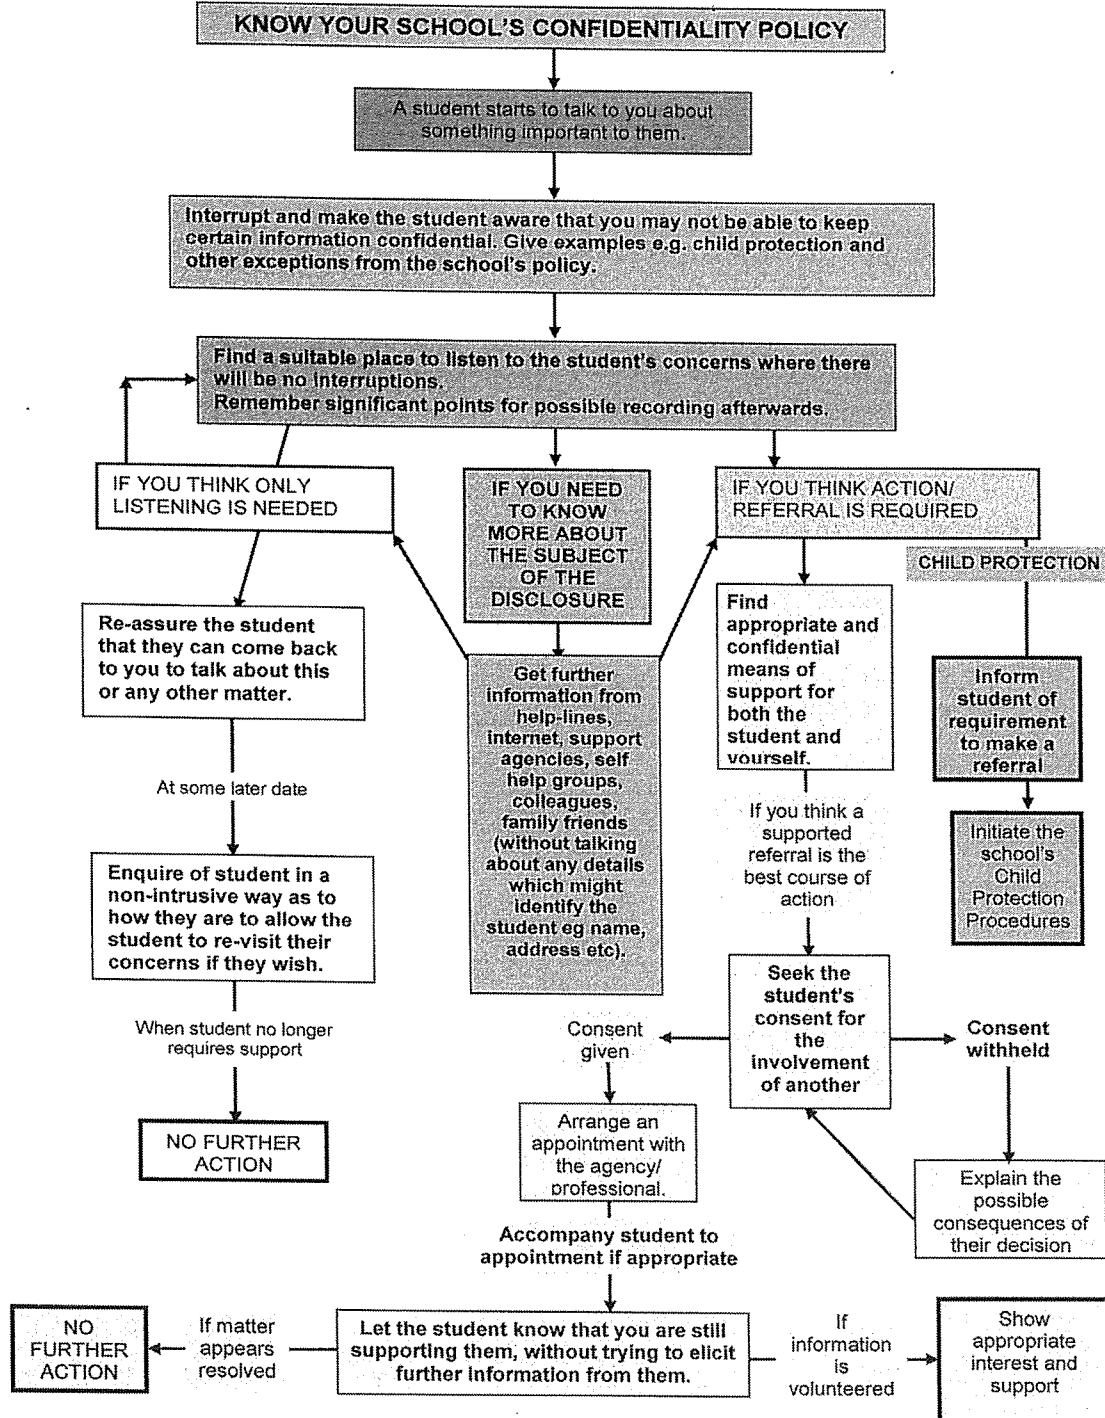 KNOW YOUR SCHOOL'S CONFIDENTIALITY POLICY
A student starts to talk to you about
something important to them.
Interrupt and make the student aware that you may not be able to keep
certain information confidential. Give examples e.g. child protection and
other exceptions from the school's policy.
Find a suitable place to listen to the student's concerns where there
will be no interruptions.
Remember significant points for possible recording afterwards.
IF YOU THINK ONLY
LISTENING IS NEEDED
IF YOU NEED
TO KNOW
MORE ABOUT
THE SUBJECT
OF THE
DISCLOSURE
IF YOU THINK ACTION/
REFERRAL IS REQUIRED
CHILD PROTECTION
Re-assure the student
that they can come back
to you to talk about this
or any other matter.
Get further
information from
help-lines,
internet, support
agencies, self
help groups,
colleagues,
family friends
(without talking
about any details
which might
identify the
student eg name,
address etc).
Find
appropriate and
confidential
means of
support for
both the
student and
yourself.
Inform
student of
requirement
to make a
referral
At some later date
If you think a
supported
referral is the
best course of
action
Initiate the
school's
Child
Protection
Procedures
Enquire of student in a
non-intrusive way as to
how they are to allow the
student to re-visit their
concerns if they wish.
Seek the
student's
consent for
the
involvement
of another
When student no longer
requires support
Consent
given
Consent
withheld
NO FURTHER
ACTION
Arrange an
appointment with
the agency/
professional.
Explain the
possible
consequences of
their decision
Accompany student to
appointment if appropriate
NO
FURTHER
ACTION
If matter
appears
resolved
Let the student know that you are still
supporting them, without trying to elicit
further information from them.
If
information
is
volunteered
Show
appropriate
interest and
support